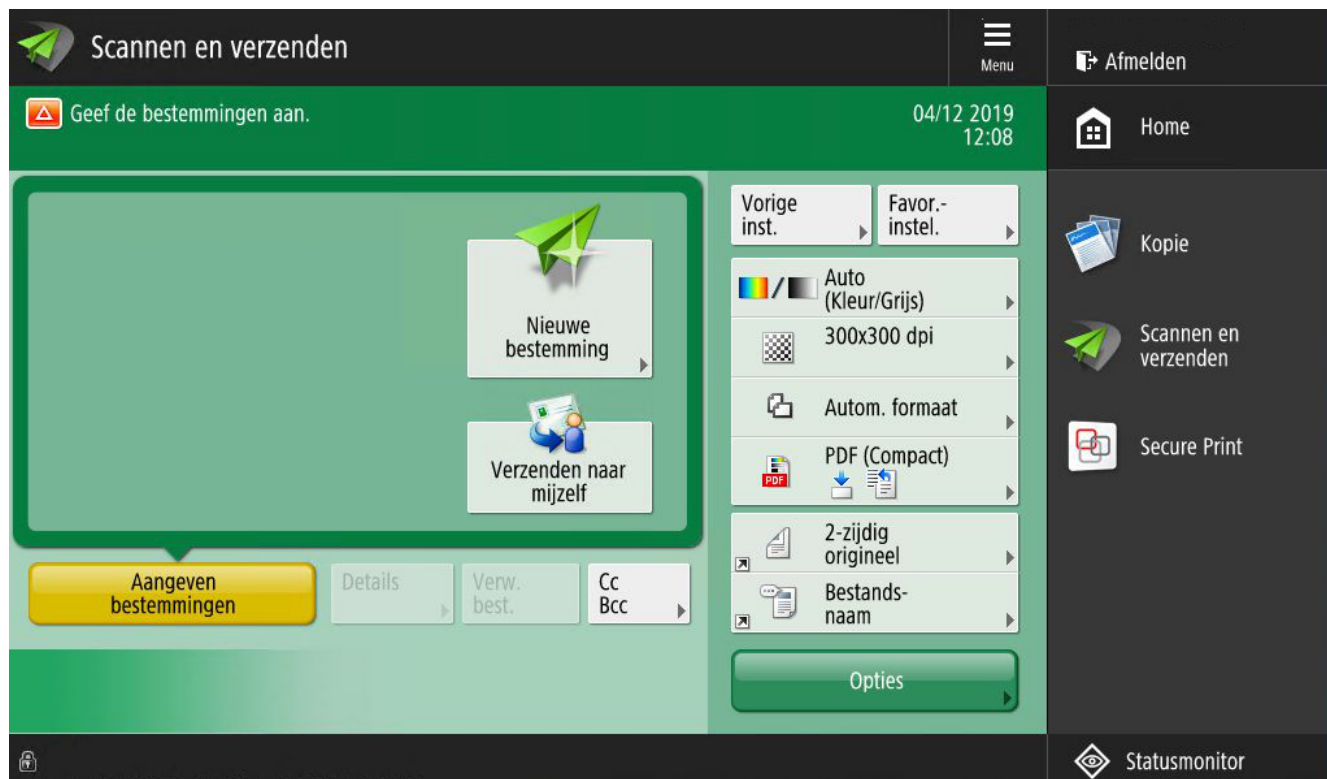 Scannen en verzenden
Menu
Afmelden
Geef de bestemmingen aan.
04/12 2019
12:08
Home
Vorige
inst.
Favor.-
instel.
Kopie
Auto
(Kleur/Grijs)
Nieuwe
bestemming
300x300 dpi
Scannen en
verzenden
Autom. formaat
Secure Print
Verzenden naar
mijzelf
PDF (Compact)
PDF
2-zijdig
origineel
Aangeven
bestemmingen
Details
Verw.
best.
Cc
Bcc
Bestands-
naam
Opties
Statusmonitor